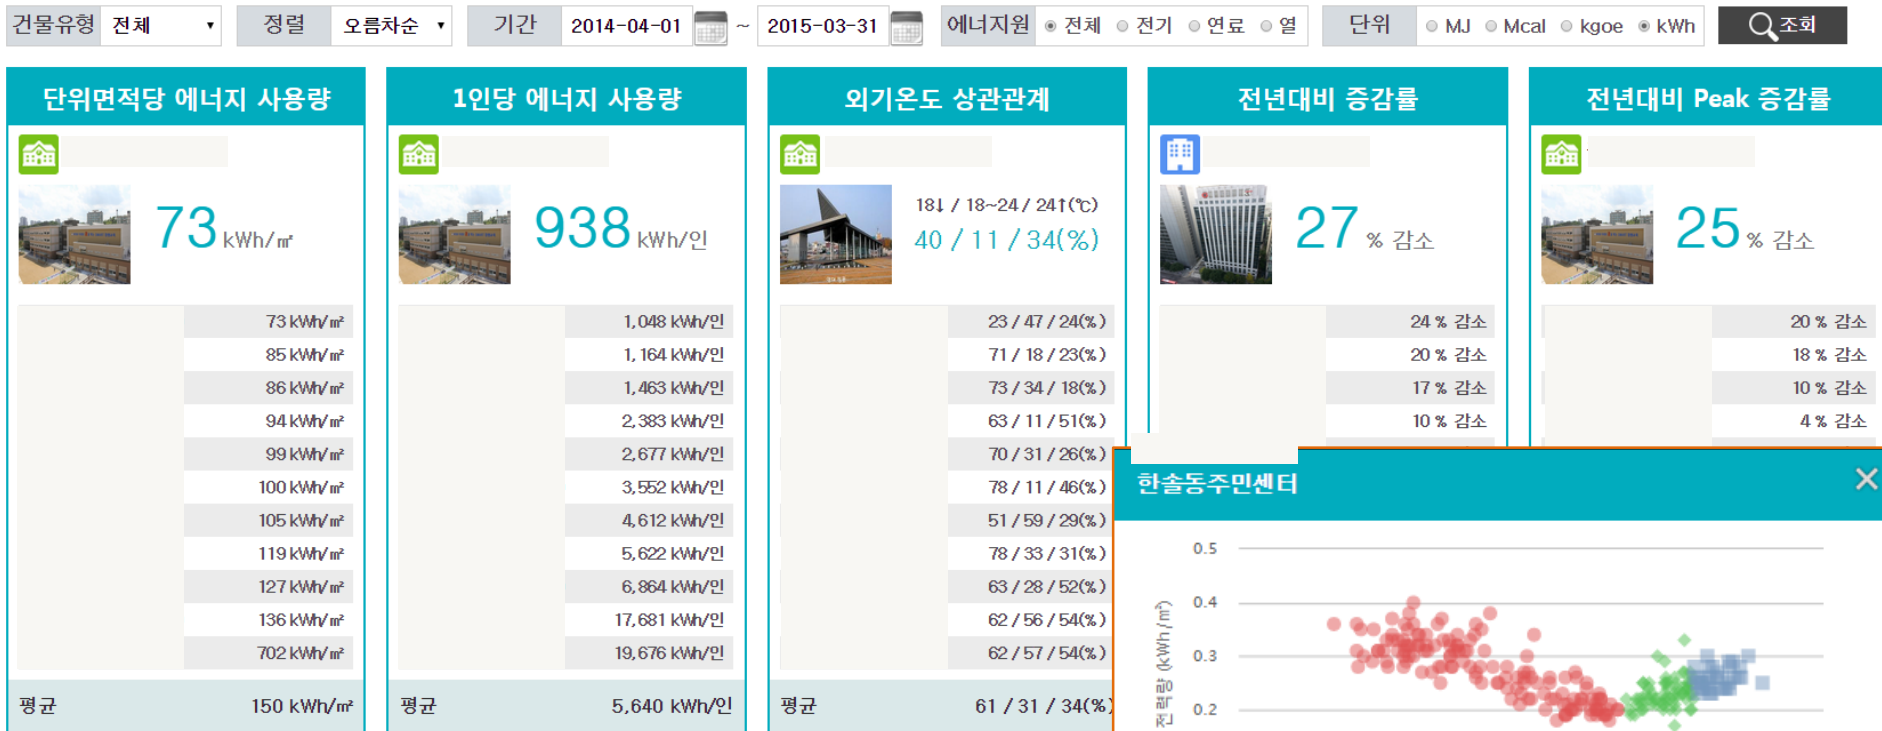 건물유형 전체 ▼ 정렬 오름차순 ▼ 기간 2014-04-01 ~ 2015-03-31 에너지원 전체 전기 연료 열 단위 MJ Mcal kgoe kWh 조회
단위면적당 에너지 사용량
73 kWh/㎡
73 kWh/㎡
85 kWh/㎡
86 kWh/㎡
94 kWh/㎡
99 kWh/㎡
100 kWh/㎡
105 kWh/㎡
119 kWh/㎡
127 kWh/㎡
136 kWh/㎡
702 kWh/㎡
평균 150 kWh/㎡
1인당 에너지 사용량
938 kWh/인
1,048 kWh/인
1,164 kWh/인
1,463 kWh/인
2,383 kWh/인
2,677 kWh/인
3,552 kWh/인
4,612 kWh/인
5,622 kWh/인
6,864 kWh/인
17,681 kWh/인
19,676 kWh/인
평균 5,640 kWh/인
외기온도 상관관계
18↓ / 18~24 / 24↑(℃)
40 / 11 / 34(%)
23 / 47 / 24(%)
71 / 18 / 23(%)
73 / 34 / 18(%)
63 / 11 / 51(%)
70 / 31 / 26(%)
78 / 11 / 46(%)
51 / 59 / 29(%)
78 / 33 / 31(%)
63 / 28 / 52(%)
62 / 56 / 54(%)
62 / 57 / 54(%)
평균 61 / 31 / 34(%)
전년대비 증감률
27 % 감소
24 % 감소
20 % 감소
17 % 감소
10 % 감소
전년대비 Peak 증감률
25 % 감소
20 % 감소
18 % 감소
10 % 감소
4 % 감소
한솔동주민센터
전력량 (kWh/㎡)
0.5
0.4
0.3
0.2